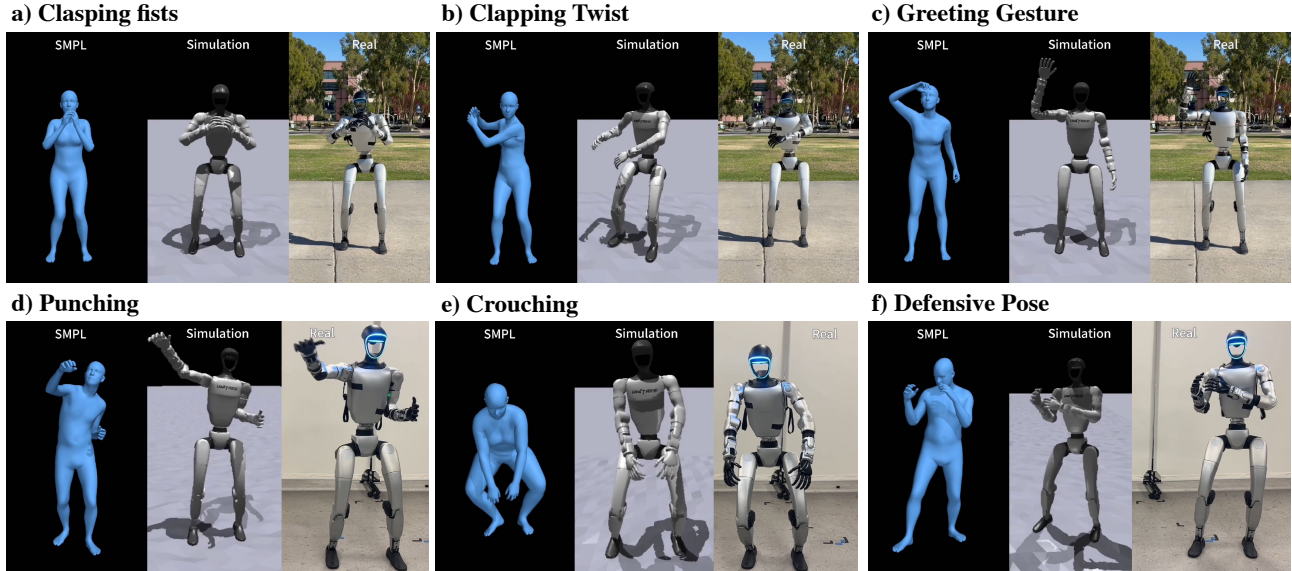 a) Clasping fists
SMPL
Simulation
Real
b) Clapping Twist
SMPL
Simulation
Real
c) Greeting Gesture
SMPL
Simulation
Real
d) Punching
SMPL
Simulation
Real
e) Crouching
SMPL
Simulation
Real
f) Defensive Pose
SMPL
Simulation
Real